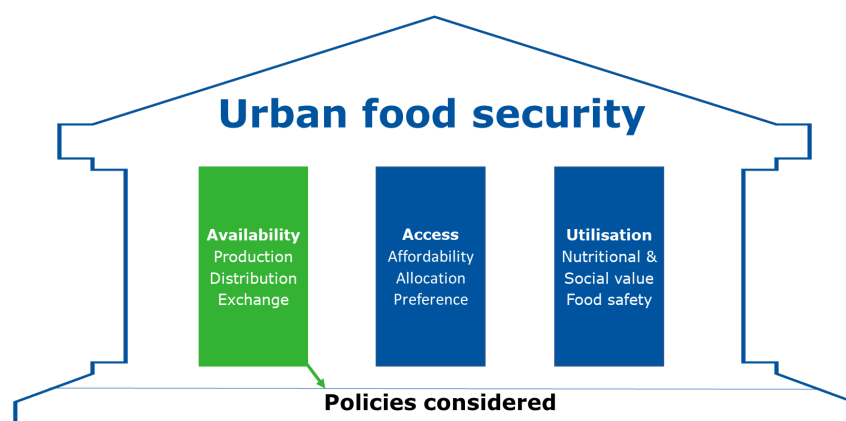 Urban food security
Availability
Production
Distribution
Exchange
Access
Affordability
Allocation
Preference
Utilisation
Nutritional &
Social value
Food safety
Policies considered